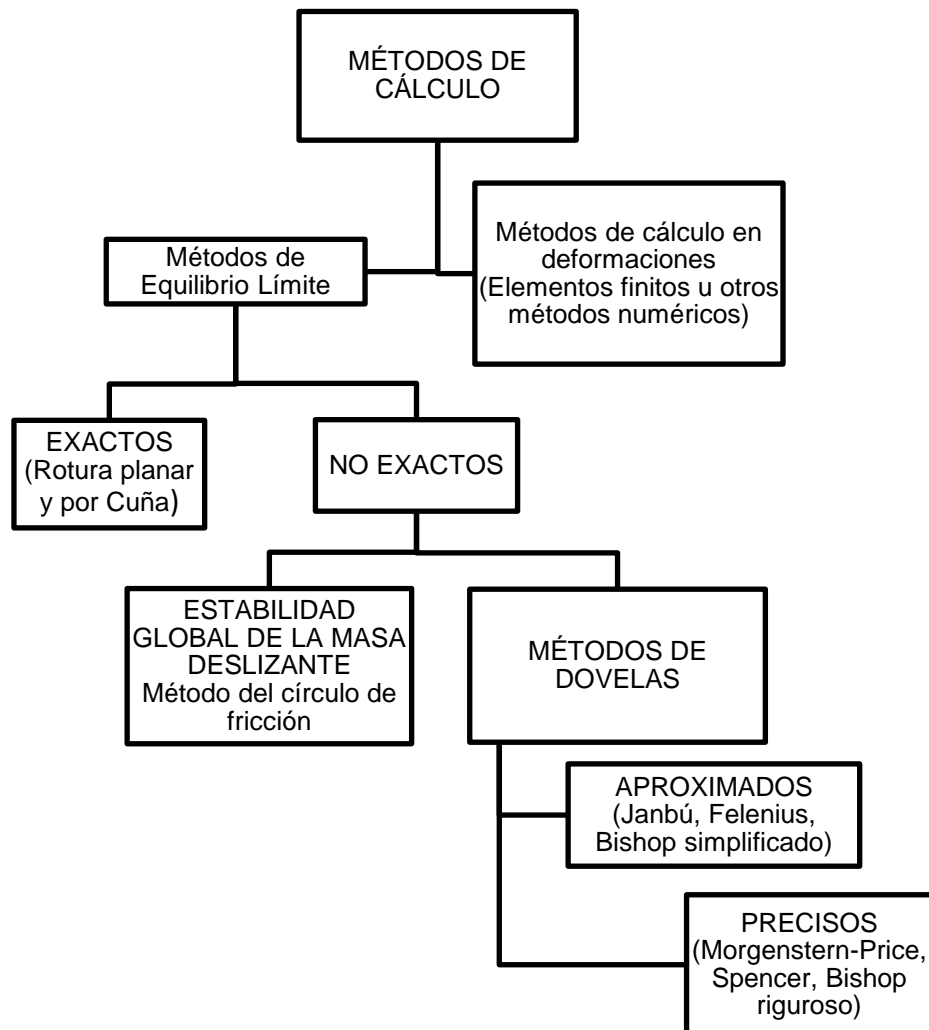 MÉTODOS DE
CÁLCULO
Métodos de cálculo en
deformaciones
(Elementos finitos u otros
métodos numéricos)
Métodos de
Equilibrio Límite
EXACTOS
(Rotura planar
y por Cuña)
NO EXACTOS
ESTABILIDAD
GLOBAL DE LA MASA
DESLIZANTE
Método del círculo de
fricción
MÉTODOS DE
DOVELAS
APROXIMADOS
(Janbú, Felenius,
Bishop simplificado)
PRECISOS
(Morgenstern-Price,
Spencer, Bishop
riguroso)